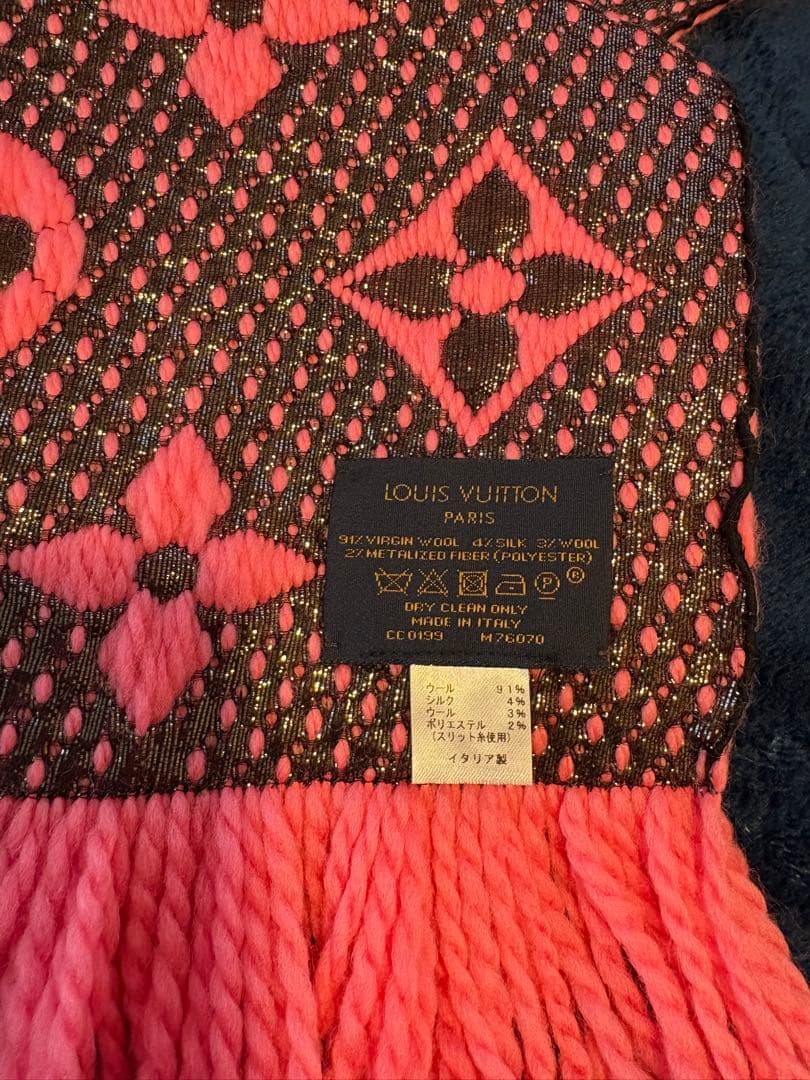 LOUIS VUITTON
PARIS
91% VIRGIN WOOL 4% SILK 3% WOOL
2% METALIZED FIBER (POLYESTER)
P ®
DRY CLEAN ONLY
MADE IN ITALY
CC0199 M76070
ウール 91%
シルク 4%
ウール 3%
ポリエステル 2%
(スリット糸使用)
イタリア製